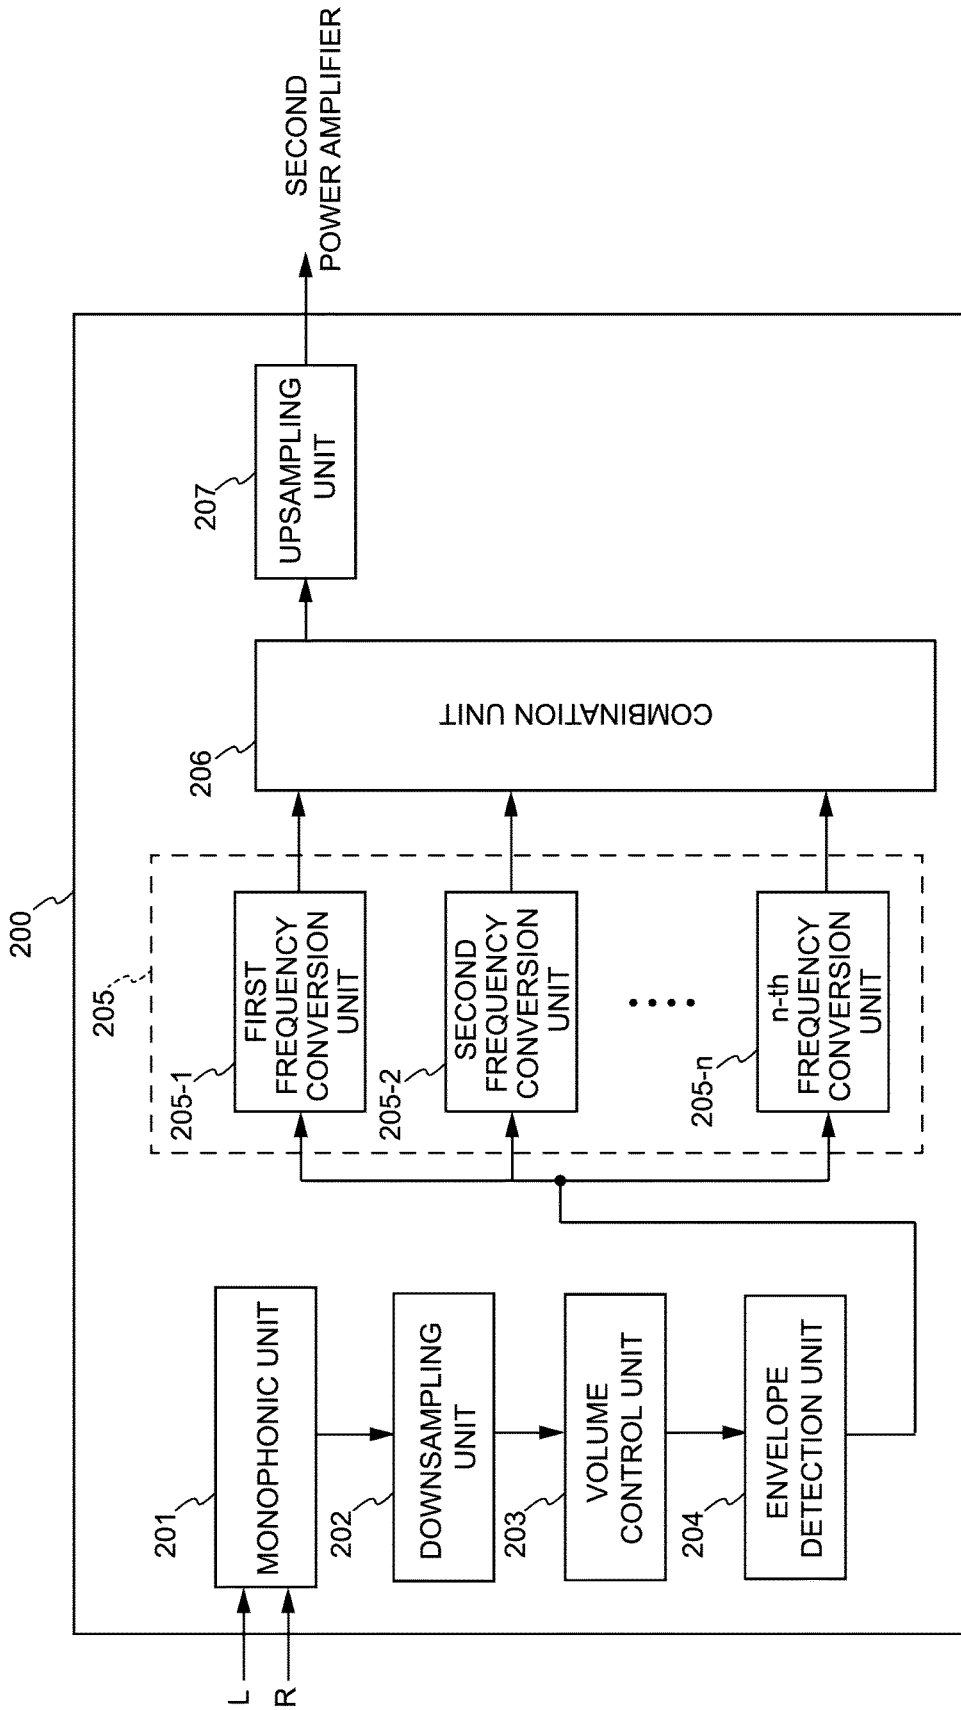 200
L
R
201
MONOPHONIC UNIT
202
DOWNSAMPLING
UNIT
203
VOLUME
CONTROL UNIT
204
ENVELOPE
DETECTION UNIT
205
205-1
FIRST
FREQUENCY
CONVERSION
UNIT
205-2
SECOND
FREQUENCY
CONVERSION
UNIT
205-n
n-th
FREQUENCY
CONVERSION
UNIT
206
COMBINATION UNIT
207
UPSAMPLING
UNIT
SECOND
POWER AMPLIFIER